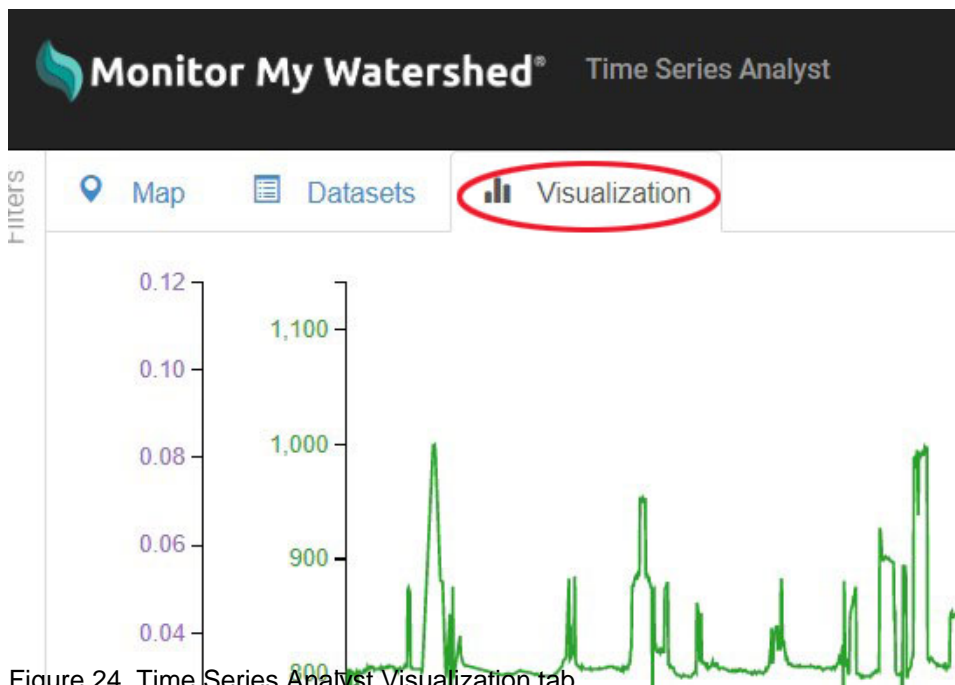 Monitor My Watershed® Time Series Analyst
Filters
Map Datasets Visualization
0.12
1,100
0.10
1,000
0.08
900
0.06
0.04
800
Figure 24. Time Series Analyst Visualization tab